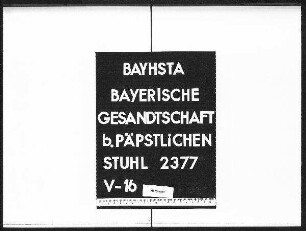 BAYHSTA
BAYERISCHE
GESANDTSCHAFT
b. PÄPSTLiCHEN
STUHL 2377
V-16